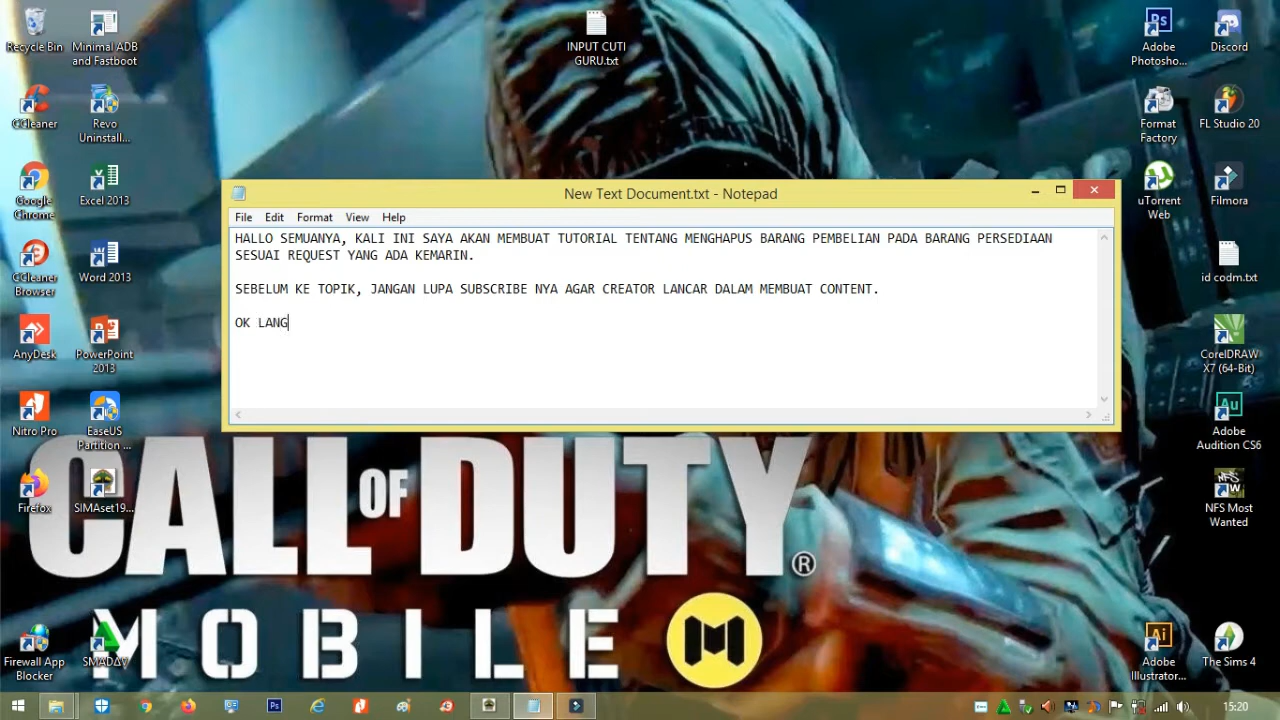 Recycle Bin
Minimal ADB
and Fastboot
INPUT CUTI
GURU.txt
Adobe
Photosho...
Discord
CCleaner
Revo
Uninstall...
Format
Factory
FL Studio 20
Google
Chrome
Excel 2013
uTorrent
Web
Filmora
New Text Document.txt - Notepad
File Edit Format View Help
HALLO SEMUANYA, KALI INI SAYA AKAN MEMBUAT TUTORIAL TENTANG MENGHAPUS BARANG PEMBELIAN PADA BARANG PERSEDIAAN
SESUAI REQUEST YANG ADA KEMARIN.
SEBELUM KE TOPIK, JANGAN LUPA SUBSCRIBE NYA AGAR CREATOR LANCAR DALAM MEMBUAT CONTENT.
OK LANG
CCleaner
Browser
Word 2013
id codm.txt
AnyDesk
PowerPoint
2013
CorelDRAW
X7 (64-Bit)
Nitro Pro
EaseUS
Partition ...
Adobe
Audition CS6
Firefox
SIMAset19...
NFS Most
Wanted
CALL OF DUTY®
MOBILE
Firewall App
Blocker
SMADΔV
Adobe
Illustrator...
The Sims 4
15:20